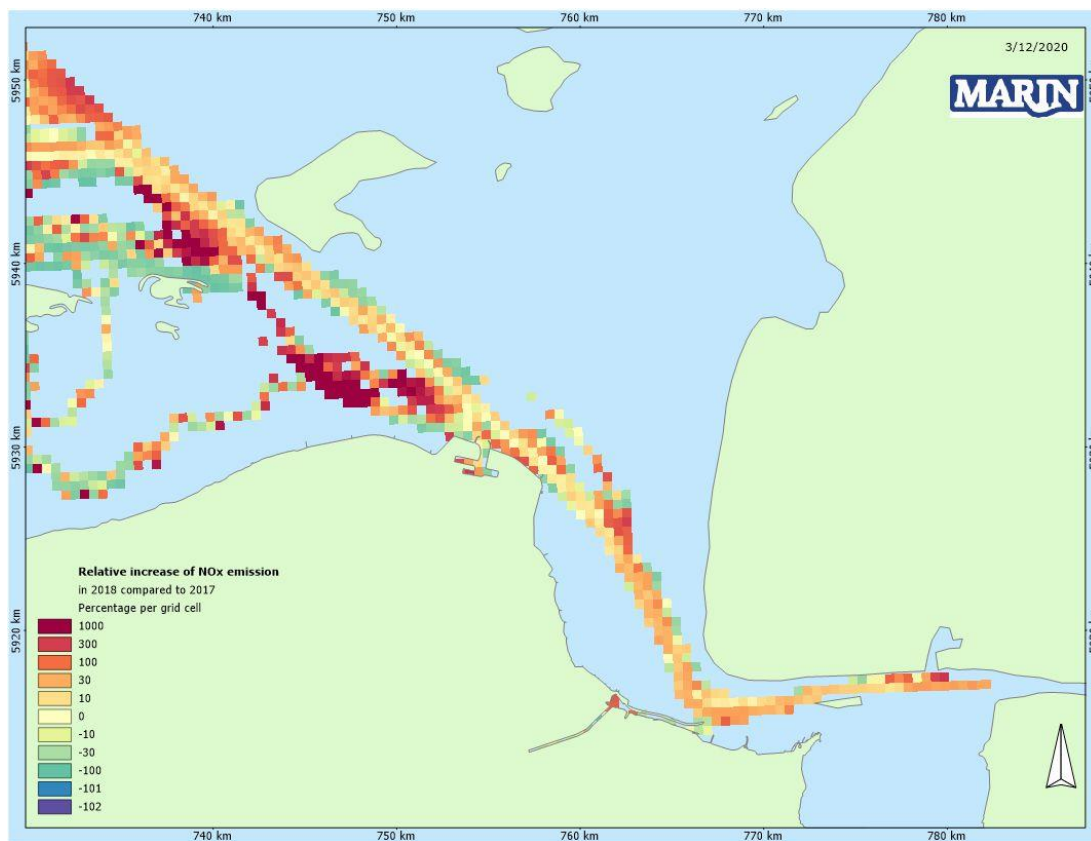 740 km
750 km
760 km
770 km
780 km
3/12/2020
MARIN
5950 km
5940 km
5930 km
5920 km
Relative increase of NOx emission
in 2018 compared to 2017
Percentage per grid cell
1000
300
100
30
10
0
-10
-30
-100
-101
-102
740 km
750 km
760 km
770 km
780 km